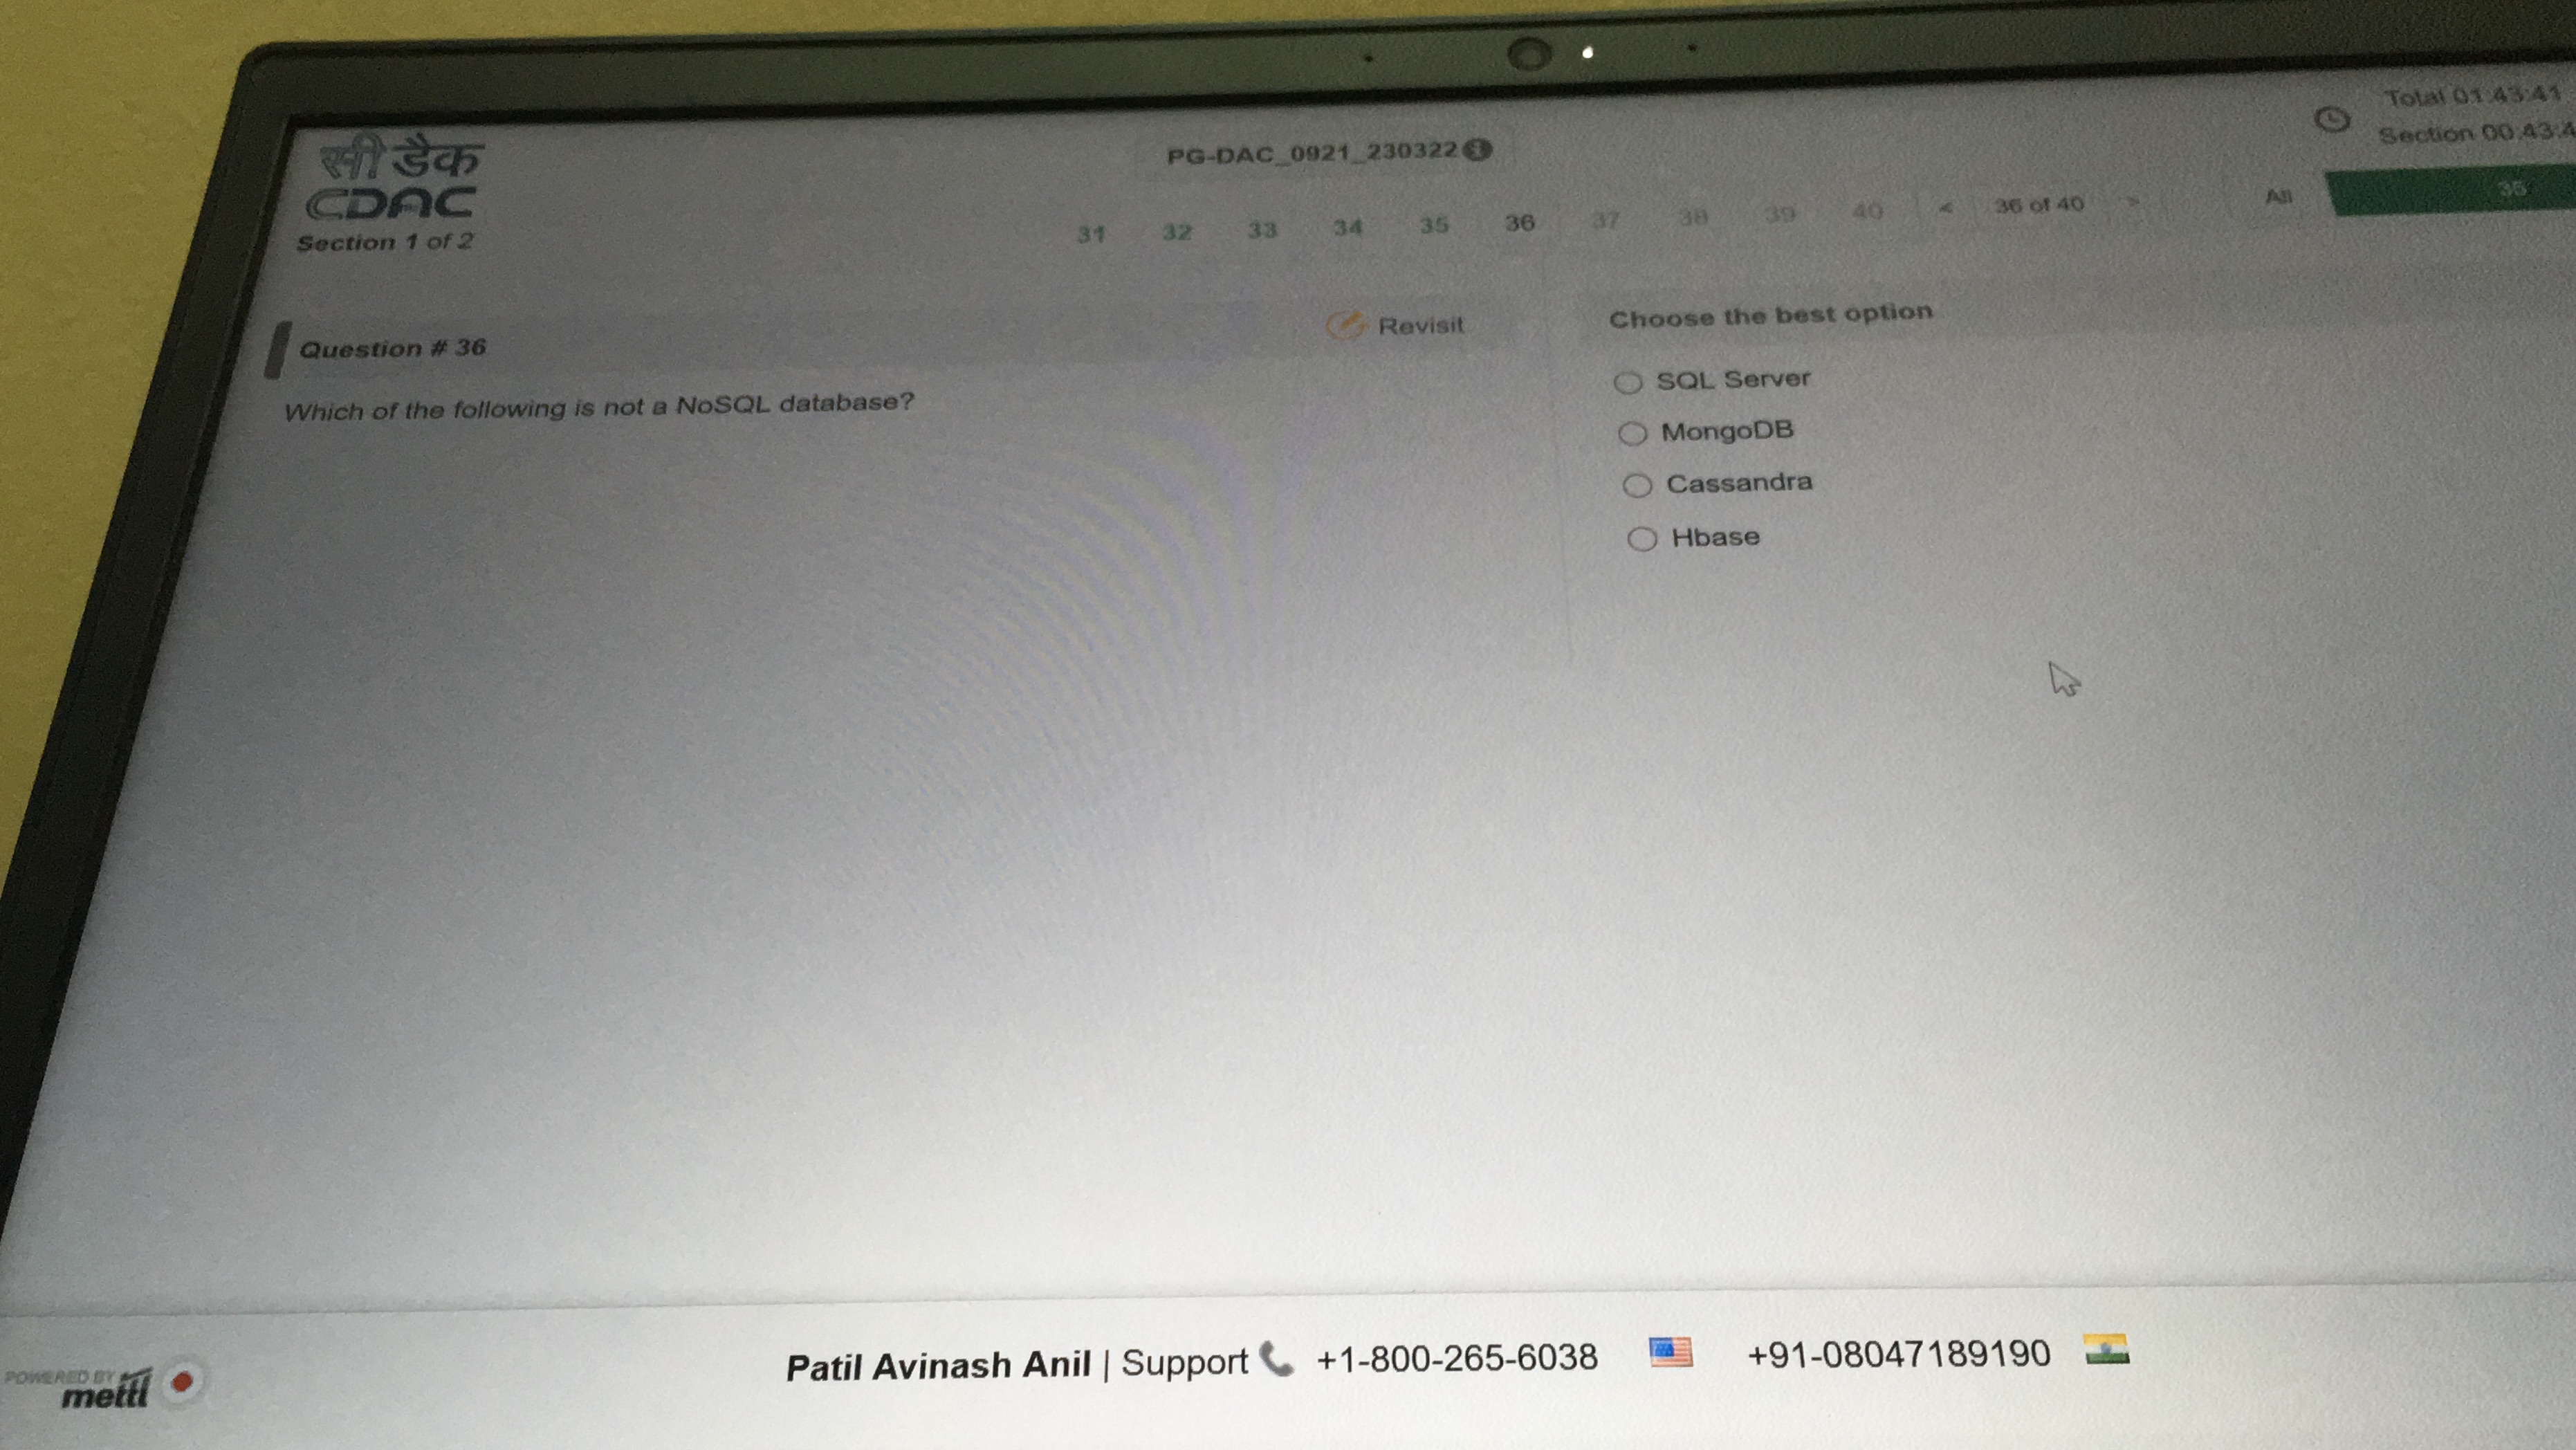 सी डैक
CDAC
Section 1 of 2
PG-DAC_0921_230322
31 32 33 34 35 36 37 38 39 40 < 36 of 40 >
Total 01:43:41
Section 00:43:4
All 35
Question # 36
Revisit
Which of the following is not a NoSQL database?
Choose the best option
SQL Server
MongoDB
Cassandra
Hbase
POWERED BY
mettl
Patil Avinash Anil | Support +1-800-265-6038 +91-08047189190